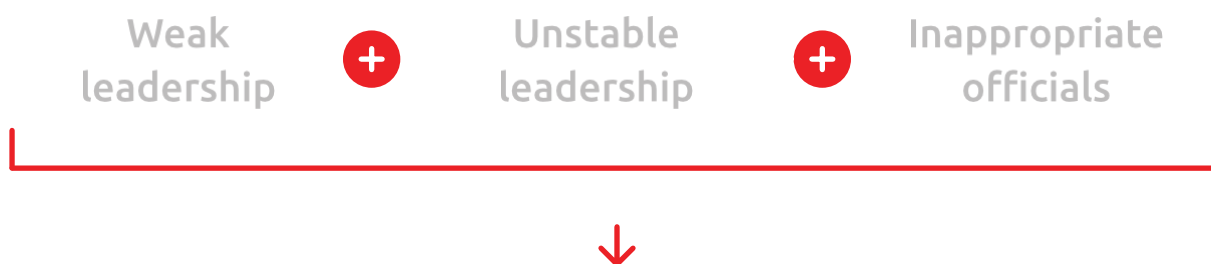 Weak
leadership
+
Unstable
leadership
+
Inappropriate
officials